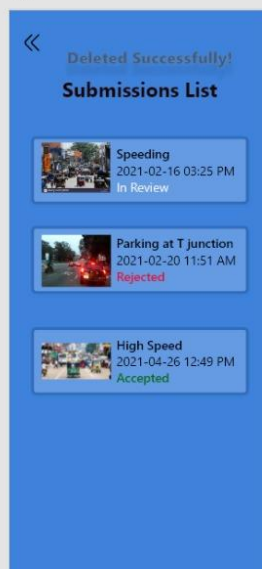 Deleted Successfully!
Submissions List
Speeding
2021-02-16 03:25 PM
In Review
Parking at T junction
2021-02-20 11:51 AM
Rejected
High Speed
2021-04-26 12:49 PM
Accepted